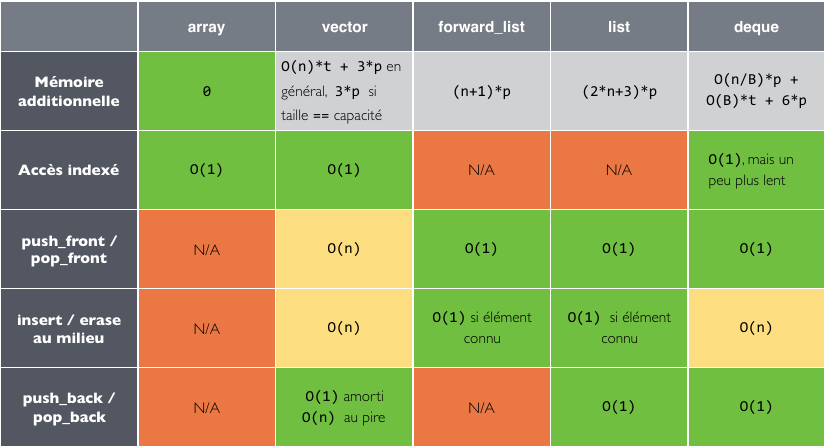 array vector forward_list list deque
Mémoire
additionnelle
0
O(n)*t + 3*p en
général, 3*p si
taille == capacité
(n+1)*p
(2*n+3)*p
O(n/B)*p +
O(B)*t + 6*p
Accès indexé
O(1)
O(1)
N/A
N/A
O(1), mais un
peu plus lent
push_front /
pop_front
N/A
O(n)
O(1)
O(1)
O(1)
insert / erase
au milieu
N/A
O(n)
O(1) si élément
connu
O(1) si élément
connu
O(n)
push_back /
pop_back
N/A
O(1) amorti
O(n) au pire
N/A
O(1)
O(1)